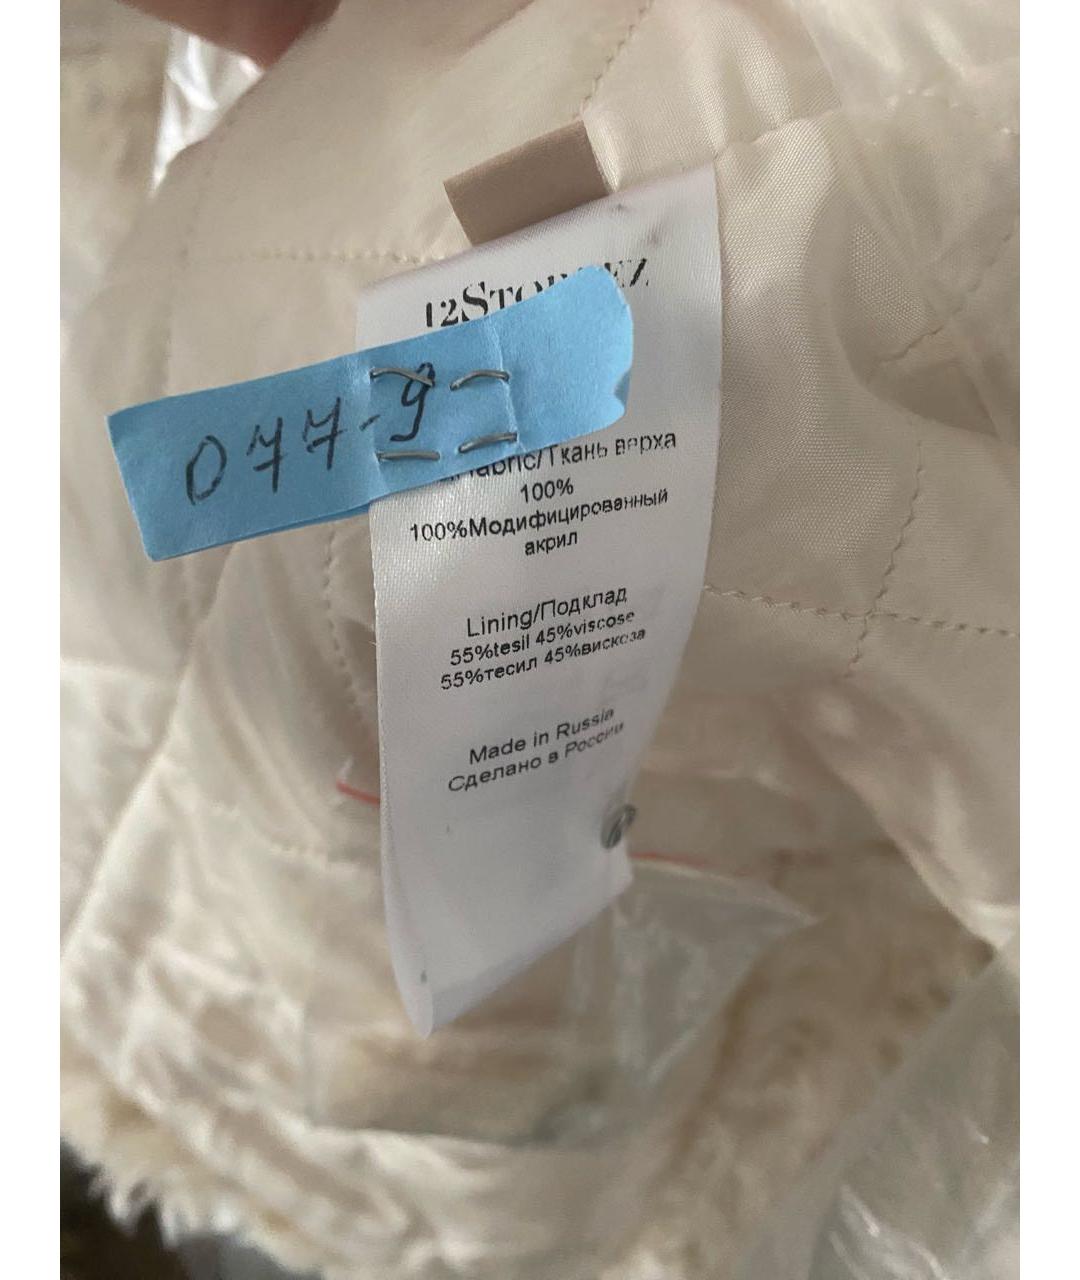 077-9
Fabric/Ткань верха
100%
100%Модифицированный
акрил
Lining/Подклад
55%tesil 45%viscose
55%тесил 45%вискоза
Made in Russia
Сделано в России